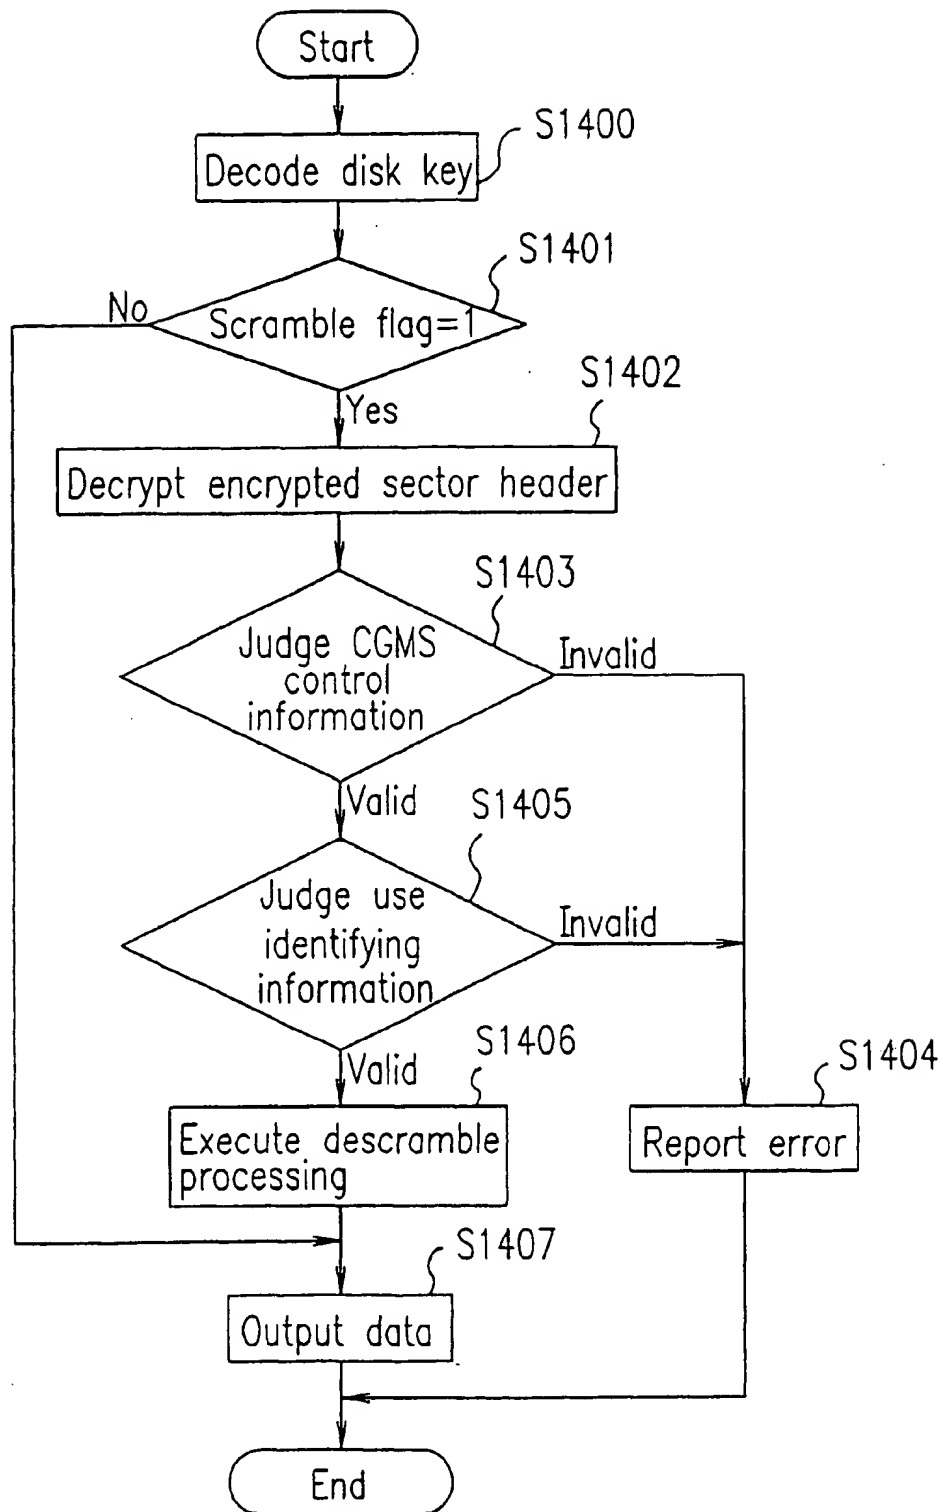 Start
S1400
Decode disk key
S1401
No
Scramble flag=1
Yes
S1402
Decrypt encrypted sector header
S1403
Judge CGMS
control
information
Invalid
Valid
S1405
Judge use
identifying
information
Invalid
Valid
S1406
S1404
Execute descramble
processing
Report error
S1407
Output data
End